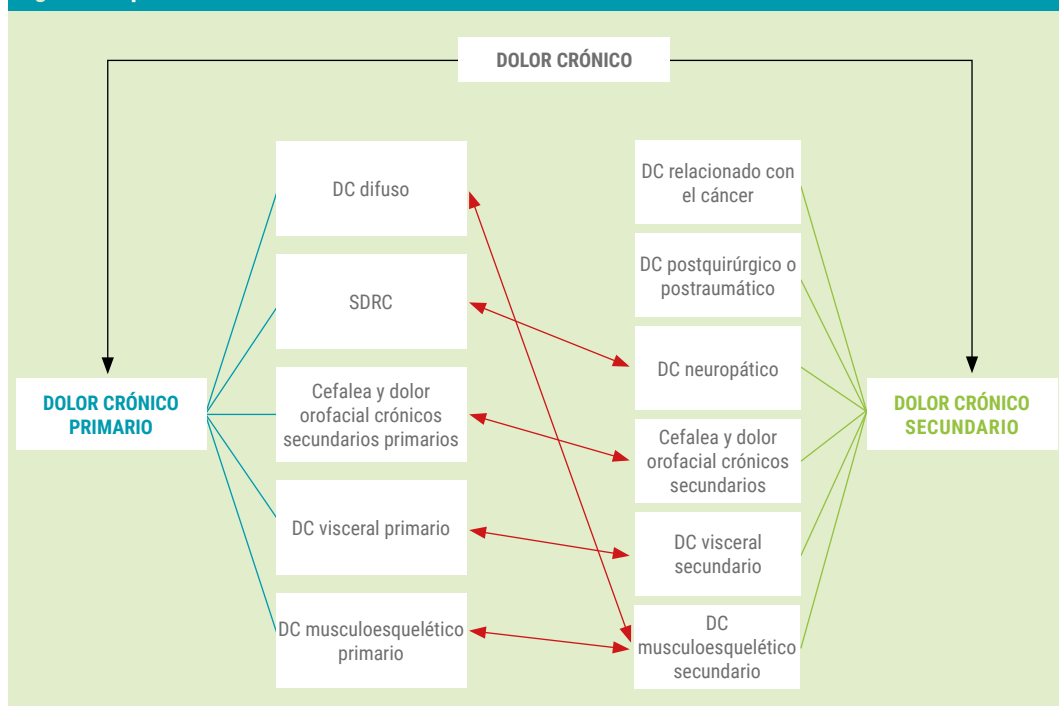 DOLOR CRÓNICO
DC difuso
SDRC
Cefalea y dolor
orofacial crónicos
secundarios primarios
DC visceral primario
DC musculoesquelético
primario
DOLOR CRÓNICO
PRIMARIO
DC relacionado con
el cáncer
DC postquirúrgico o
postraumático
DC neuropático
Cefalea y dolor
orofacial crónicos
secundarios
DC visceral
secundario
DC
musculoesquelético
secundario
DOLOR CRÓNICO
SECUNDARIO